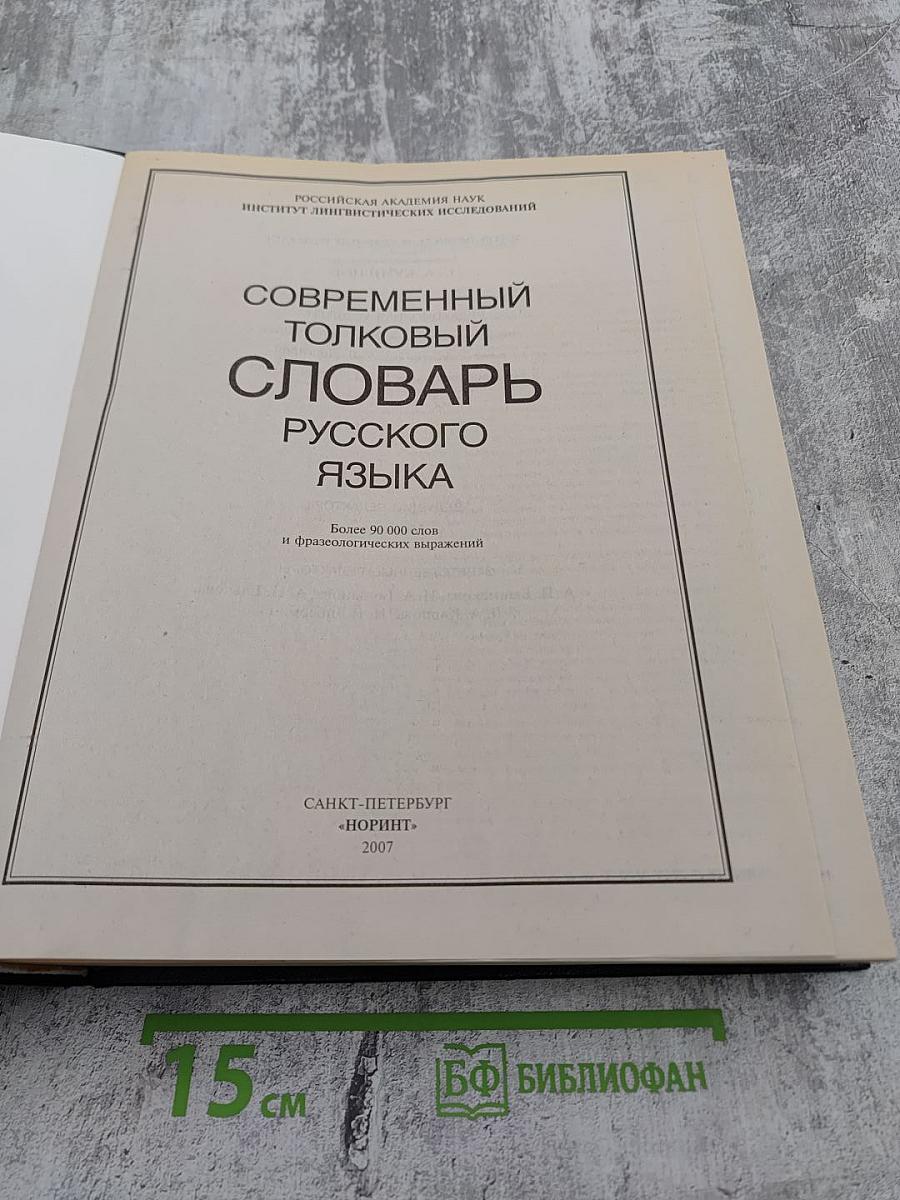 РОССИЙСКАЯ АКАДЕМИЯ НАУК
ИНСТИТУТ ЛИНГВИСТИЧЕСКИХ ИССЛЕДОВАНИЙ
СОВРЕМЕННЫЙ
ТОЛКОВЫЙ
СЛОВАРЬ
РУССКОГО
ЯЗЫКА
Более 90 000 слов
и фразеологических выражений
САНКТ-ПЕТЕРБУРГ
«НОРИНТ»
2007
15 см
БФ БИБЛИОФАН